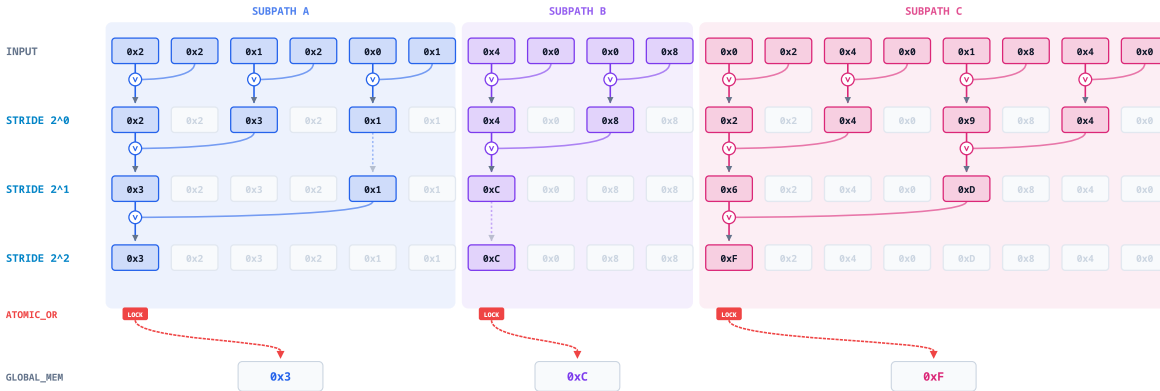 SUBPATH A SUBPATH B SUBPATH C
INPUT 0x2 0x2 0x1 0x2 0x0 0x1 0x4 0x0 0x0 0x8 0x0 0x2 0x4 0x0 0x1 0x8 0x4 0x0
V V V V V V V V V
STRIDE 2^0 0x2 0x2 0x3 0x2 0x1 0x1 0x4 0x0 0x8 0x8 0x2 0x2 0x4 0x0 0x9 0x8 0x4 0x0
V V V V
STRIDE 2^1 0x3 0x2 0x3 0x2 0x1 0x1 0xC 0x0 0x8 0x8 0x6 0x2 0x4 0x0 0xD 0x8 0x4 0x0
V V
STRIDE 2^2 0x3 0x2 0x3 0x2 0x1 0x1 0xC 0x0 0x8 0x8 0xF 0x2 0x4 0x0 0xD 0x8 0x4 0x0
ATOMIC_OR LOCK LOCK LOCK
GLOBAL_MEM 0x3 0xC 0xF